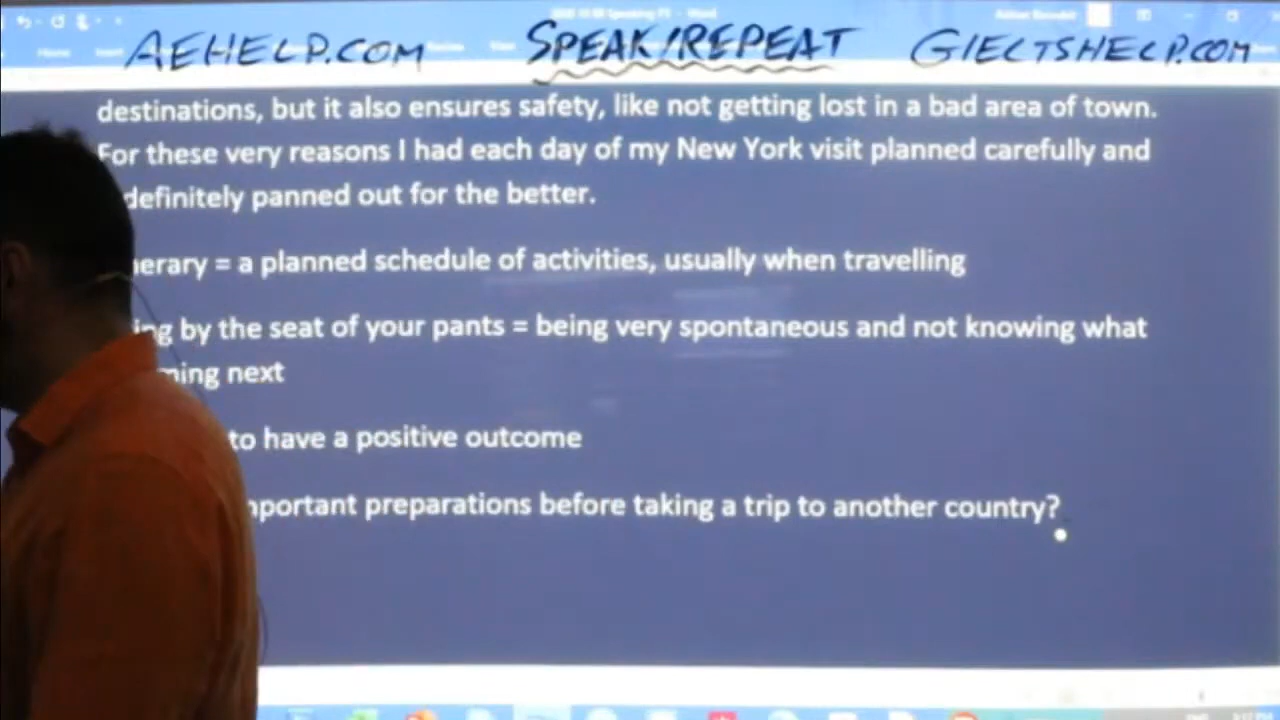 AEHELP.COM SPEAK/REPEAT GIELTSHELP.COM
destinations, but it also ensures safety, like not getting lost in a bad area of town.
For these very reasons I had each day of my New York visit planned carefully and
definitely panned out for the better.
erary = a planned schedule of activities, usually when travelling
ing by the seat of your pants = being very spontaneous and not knowing what
ming next
to have a positive outcome
portant preparations before taking a trip to another country?